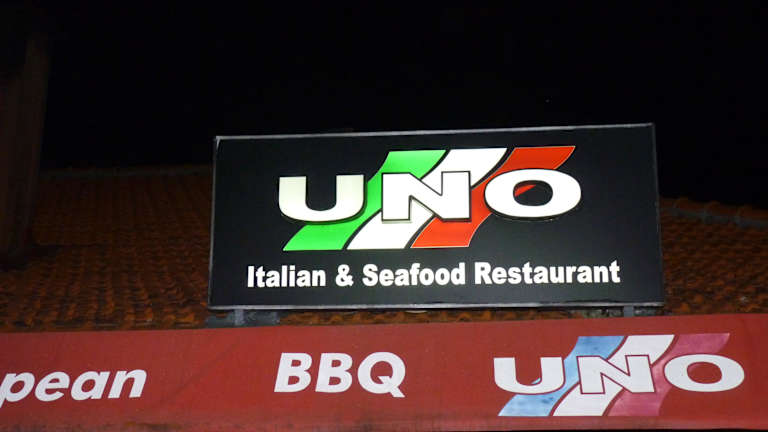 UNO
Italian & Seafood Restaurant
pean BBQ UNO